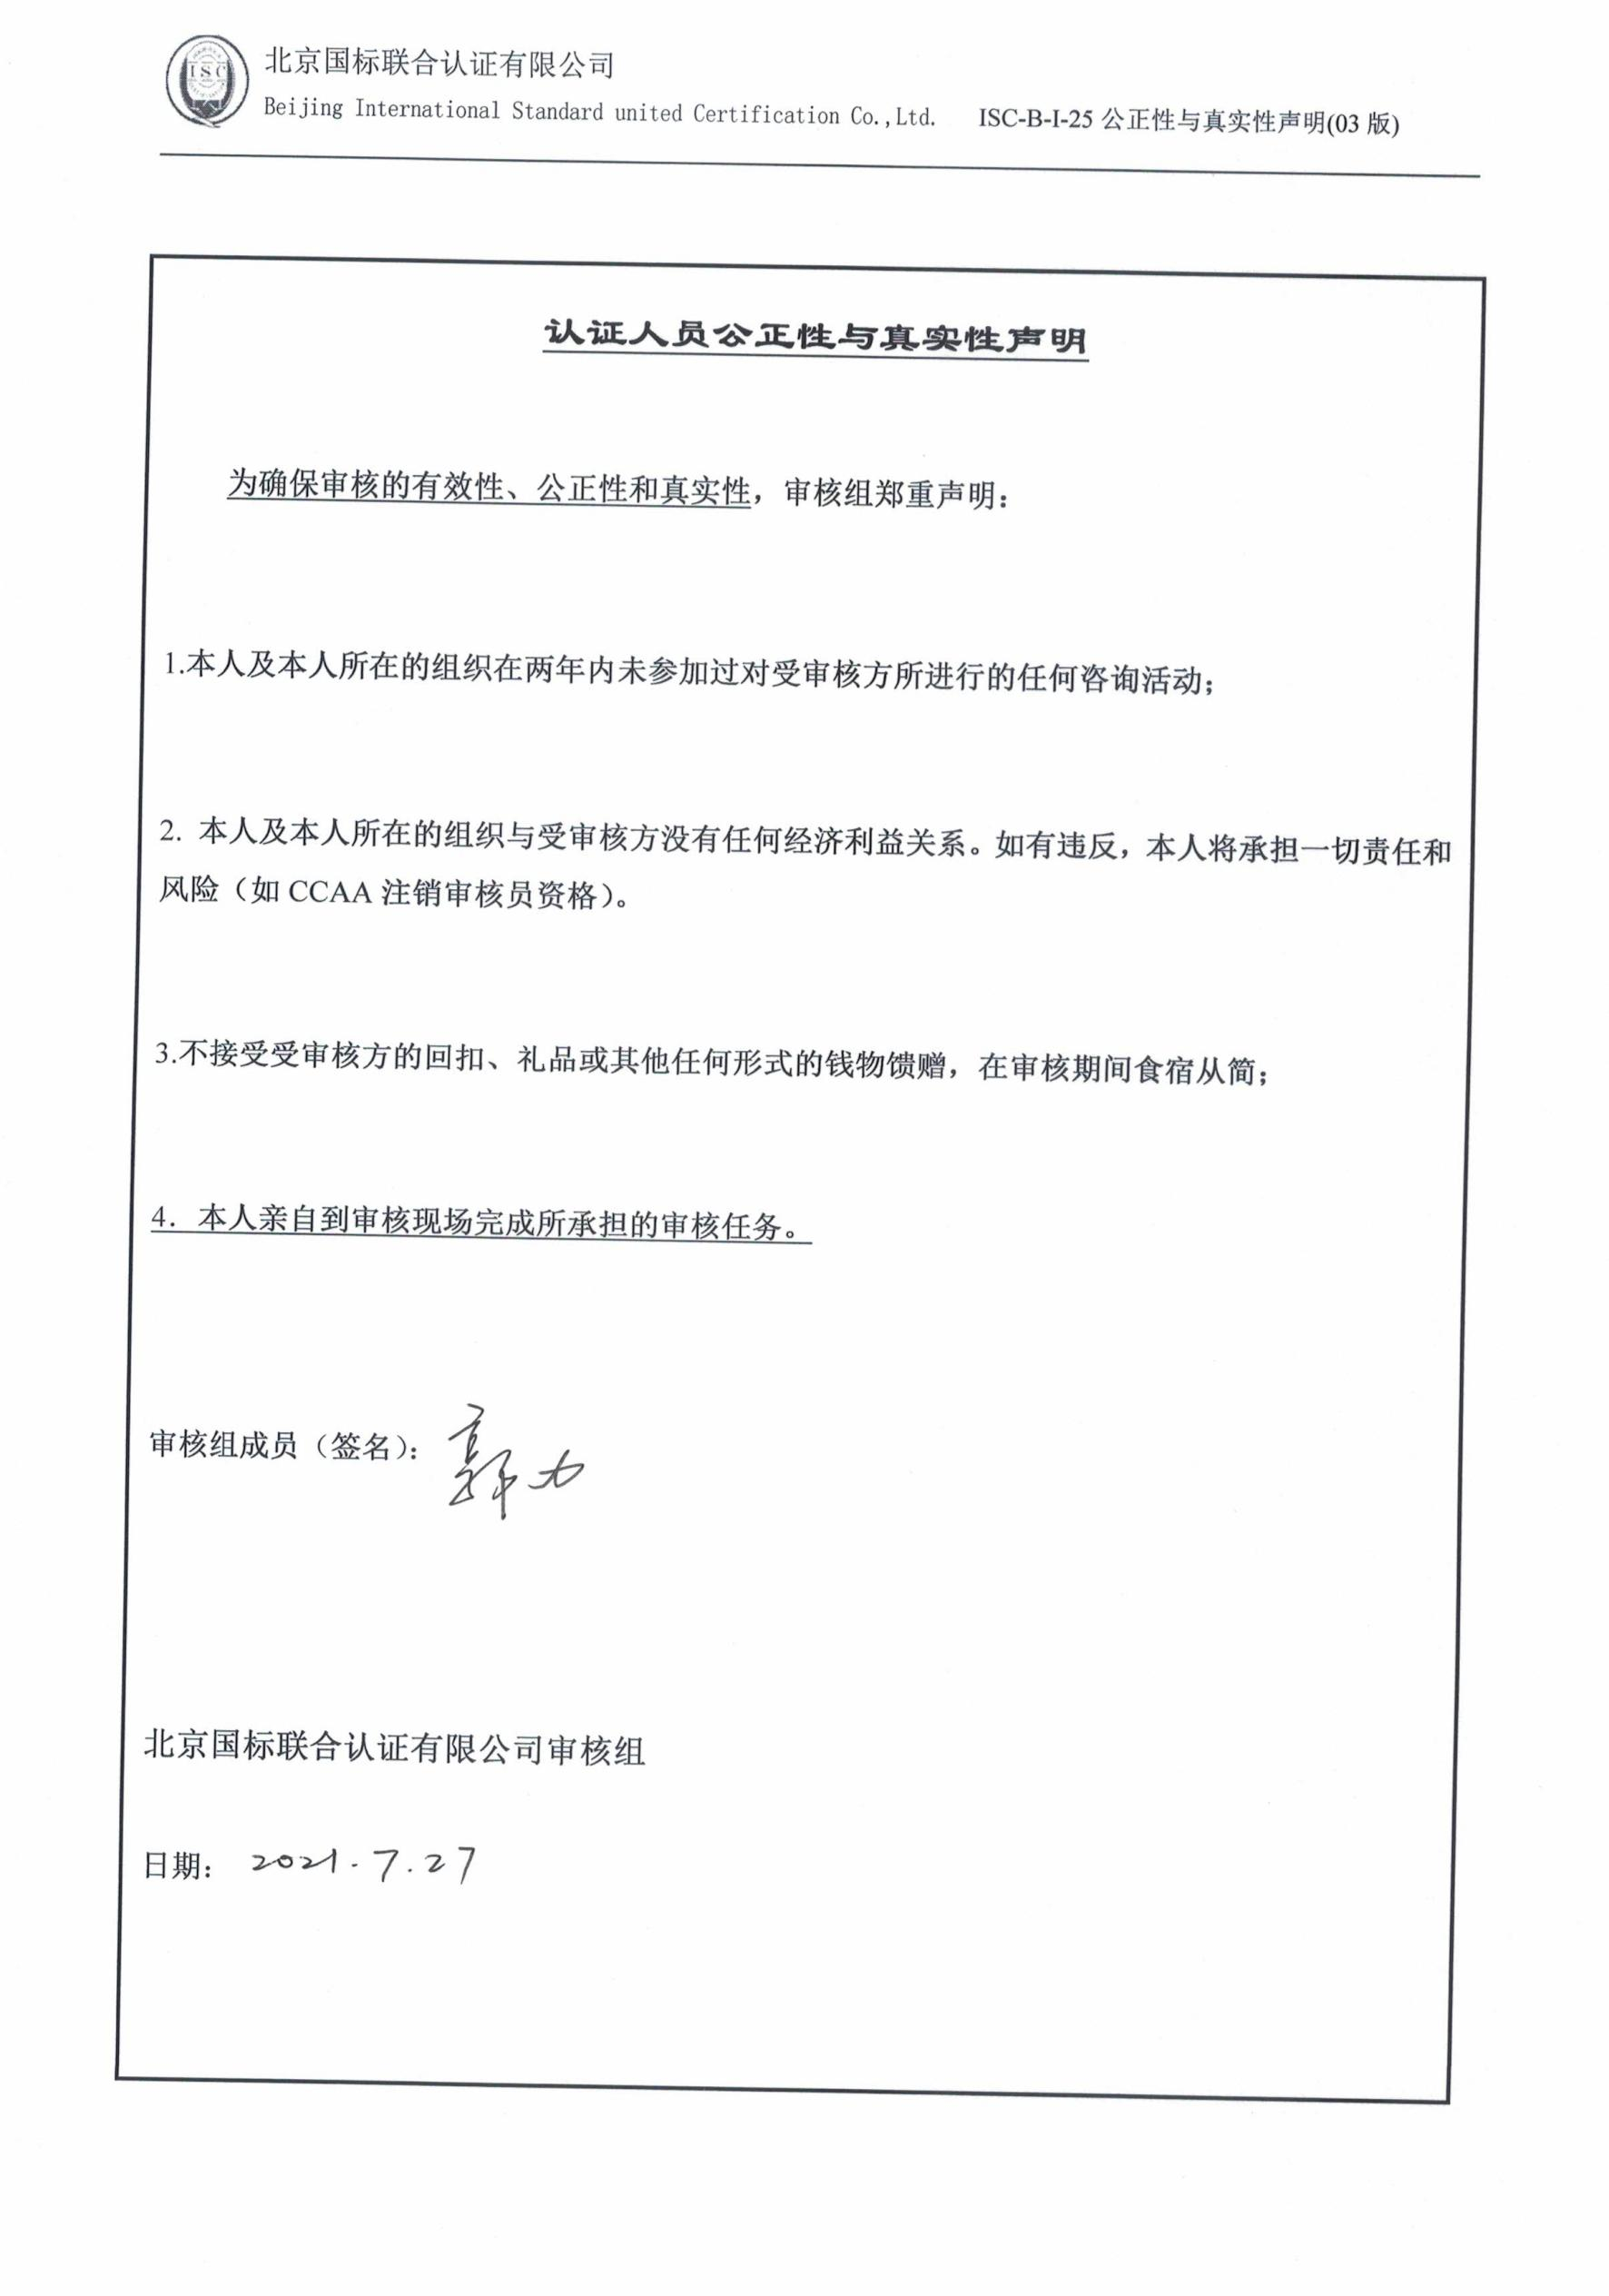 ISC
北京国标联合认证有限公司
Beijing International Standard united Certification Co.,Ltd. ISC-B-I-25 公正性与真实性声明(03 版)
认证人员公正性与真实性声明
为确保审核的有效性、公正性和真实性，审核组郑重声明：
1.本人及本人所在的组织在两年内未参加过对受审核方所进行的任何咨询活动；
2. 本人及本人所在的组织与受审核方没有任何经济利益关系。如有违反，本人将承担一切责任和
风险（如 CCAA 注销审核员资格）。
3.不接受受审核方的回扣、礼品或其他任何形式的钱物馈赠，在审核期间食宿从简；
4. 本人亲自到审核现场完成所承担的审核任务。
审核组成员（签名）： 郭力
北京国标联合认证有限公司审核组
日期： 2021.7.27